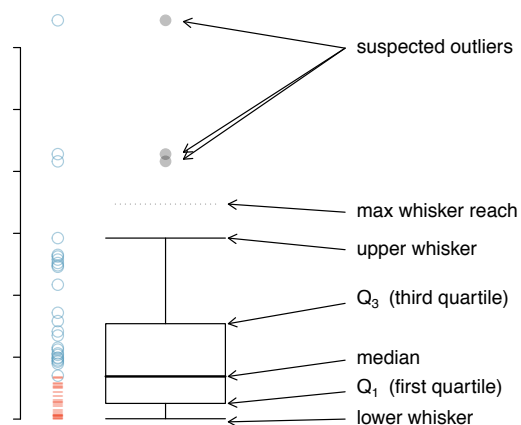 suspected outliers
max whisker reach
upper whisker
Q3 (third quartile)
median
Q1 (first quartile)
lower whisker